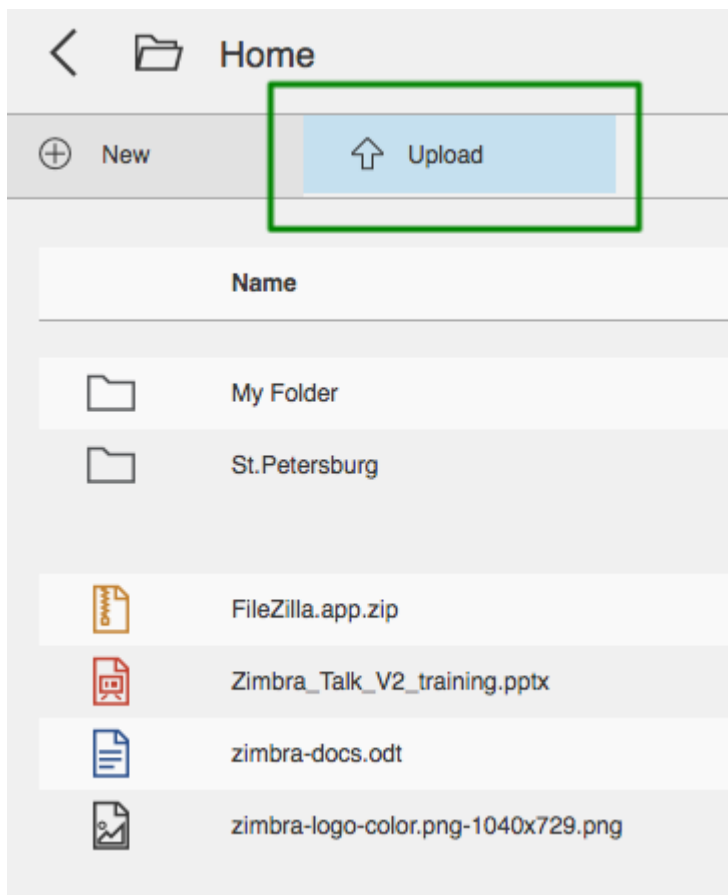 Home
New Upload
Name
My Folder
St.Petersburg
FileZilla.app.zip
Zimbra_Talk_V2_training.pptx
zimbra-docs.odt
zimbra-logo-color.png-1040x729.png